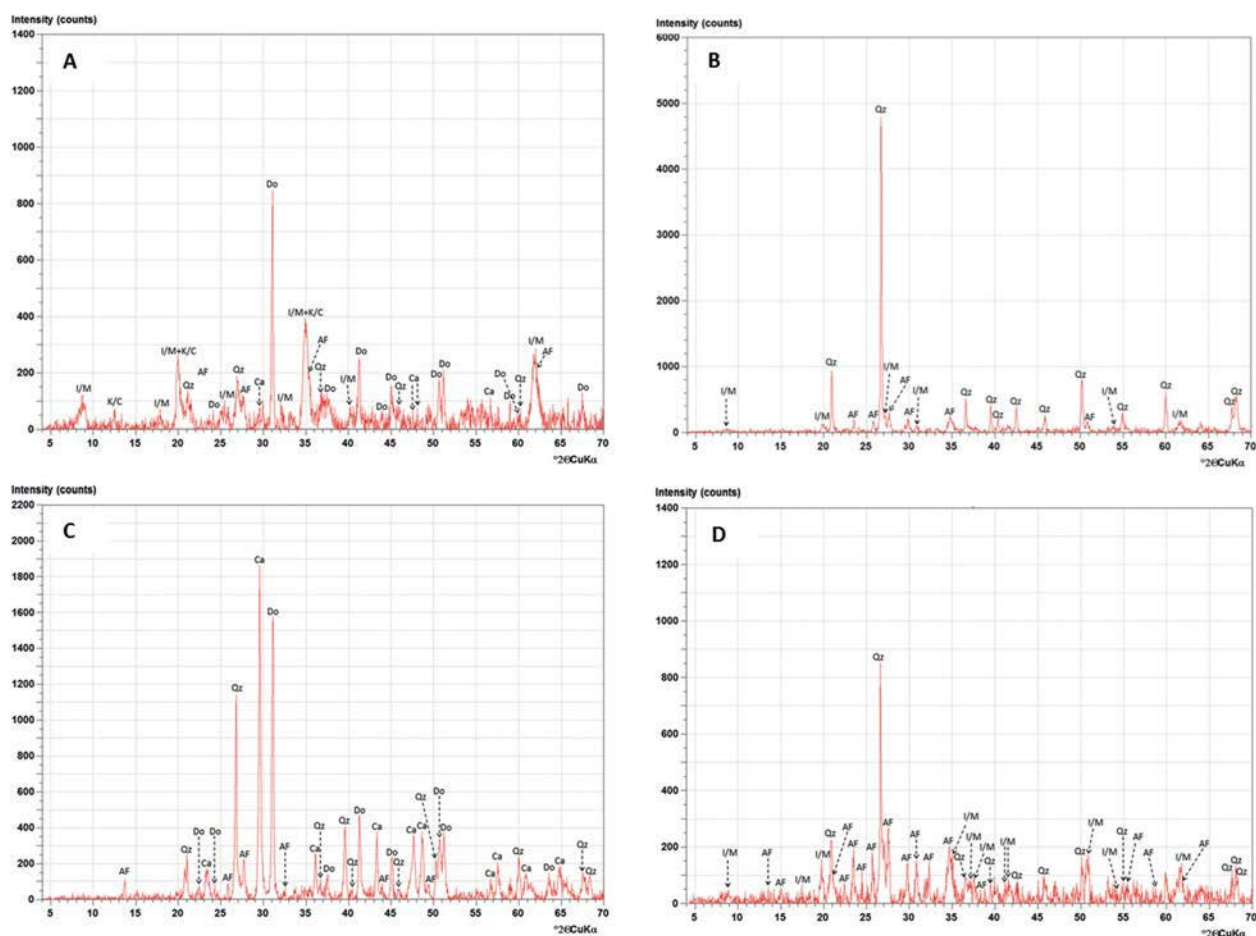 Intensity (counts)
1400
A
1200
1000
800
Do
600
400
I/M+K/C
AF
I/M+K/C
I/M
AF
200
I/M
K/C
I/M
Qz
AF
Do
I/M
Qz
AF
Ca
I/M
Qz
Do
I/M
Do
Do
Do
Qz
Ca
Do
Do
Ca
Do
Do
Qz
Do
0
5 10 15 20 25 30 35 40 45 50 55 60 65 70
°2ΘCuKα
Intensity (counts)
6000
B
5000
Qz
4000
3000
2000
I/M
AF
1000
Qz
I/M
Qz
Qz
I/M
I/M
AF
AF
AF
AF
Qz
Qz
Qz
Qz
AF
I/M
Qz
I/M
Qz
Qz
0
5 10 15 20 25 30 35 40 45 50 55 60 65 70
°2ΘCuKα
Intensity (counts)
2200
C
2000
1800
Ca
1600
Do
1400
1200
Qz
1000
800
600
Qz
Do
400
Do
Do
Qz
Qz
Do
Ca
Ca
Ca
Do
Qz
200
AF
Qz
Do
Ca
AF
AF
AF
Ca
Do
Qz
AF
Do
Qz
AF
Ca
Qz
Ca
Do
Ca
Qz
0
5 10 15 20 25 30 35 40 45 50 55 60 65 70
°2ΘCuKα
Intensity (counts)
1400
D
1200
1000
Qz
800
600
400
AF
I/M
I/M
I/M
I/M
Qz
AF
200
I/M
AF
I/M
Qz
AF
AF
AF
AF
AF
AF
AF
AF
AF
AF
Qz
I/M
Qz
AF
I/M
Qz
Qz
Qz
I/M
AF
AF
I/M
AF
Qz
Qz
0
5 10 15 20 25 30 35 40 45 50 55 60 65 70
°2ΘCuKα